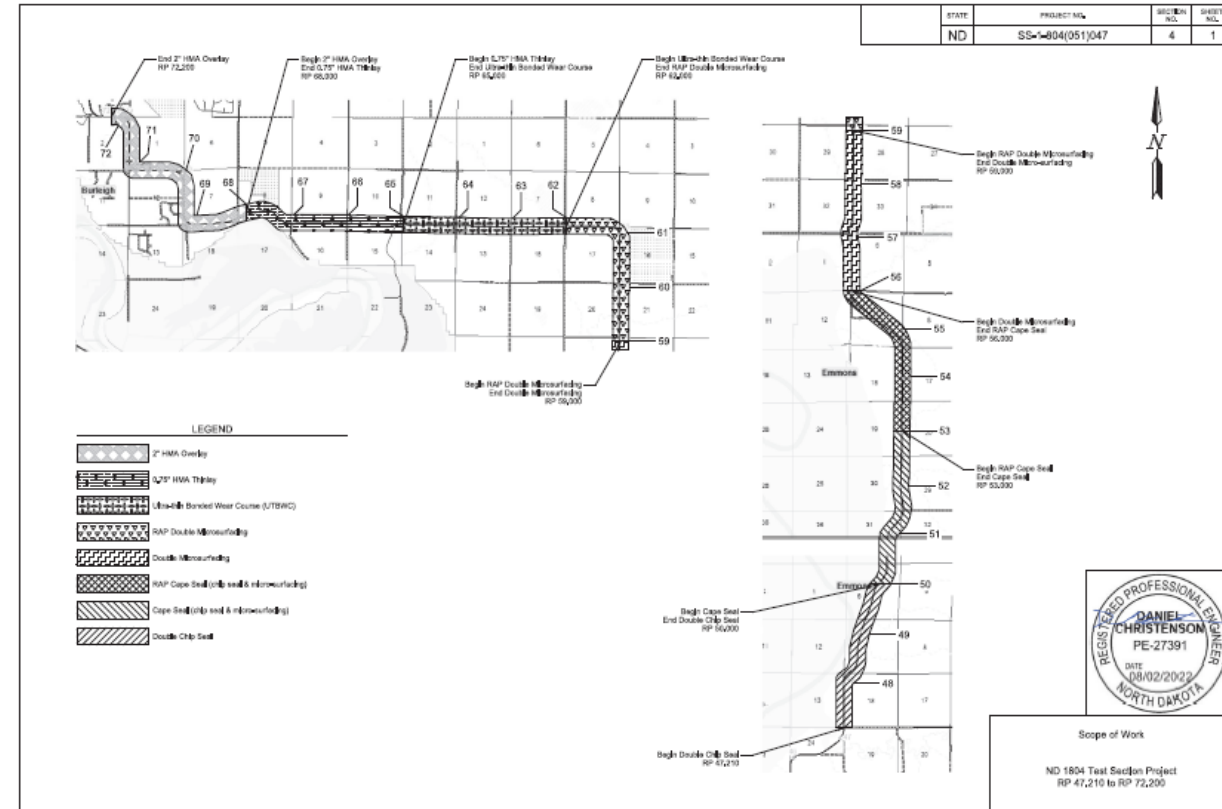 STATE
PROJECT NO.
SECTION NO.
SHEET NO.
ND
SS-1-804(051)047
4
1
End 2" HMA Overlay
RP 72.200
Begin 2" HMA Overlay
End 0.75" HMA Thinlay
RP 68.000
Begin 0.75" HMA Thinlay
End Ultra-thin Bonded Wear Course
RP 65.000
Begin Ultra-thin Bonded Wear Course
End RAP Double Microsurfacing
RP 62.000
72
71
70
69
68
67
66
65
64
63
62
61
60
59
Burleigh
Begin RAP Double Microsurfacing
End Double Microsurfacing
RP 59.000
N
59
58
57
56
55
54
53
52
51
50
49
48
Begin RAP Double Microsurfacing
End Double Micro-surfacing
RP 59.000
Begin Double Microsurfacing
End RAP Cape Seal
RP 56.000
Emmons
Begin RAP Cape Seal
End Cape Seal
RP 53.000
Emmons
Begin Cape Seal
End Double Chip Seal
RP 50.000
Begin Double Chip Seal
RP 47.210
LEGEND
2" HMA Overlay
0.75" HMA Thinlay
Ultra-thin Bonded Wear Course (UTBWC)
RAP Double Microsurfacing
Double Microsurfacing
RAP Cape Seal (chip seal & micro-surfacing)
Cape Seal (chip seal & micro-surfacing)
Double Chip Seal
REGISTERED PROFESSIONAL ENGINEER
DANIEL
CHRISTENSON
PE-27391
DATE
08/02/2022
NORTH DAKOTA
Scope of Work
ND 1804 Test Section Project
RP 47.210 to RP 72.200